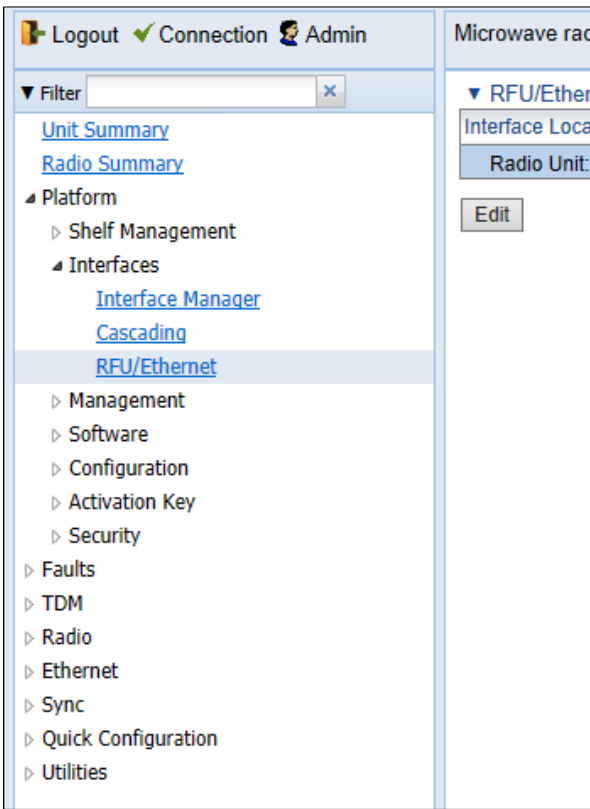 Logout Connection Admin
Filter
Unit Summary
Radio Summary
Platform
Shelf Management
Interfaces
Interface Manager
Cascading
RFU/Ethernet
Management
Software
Configuration
Activation Key
Security
Faults
TDM
Radio
Ethernet
Sync
Quick Configuration
Utilities
Microwave rad
RFU/Ether
Interface Loca
Radio Unit:
Edit